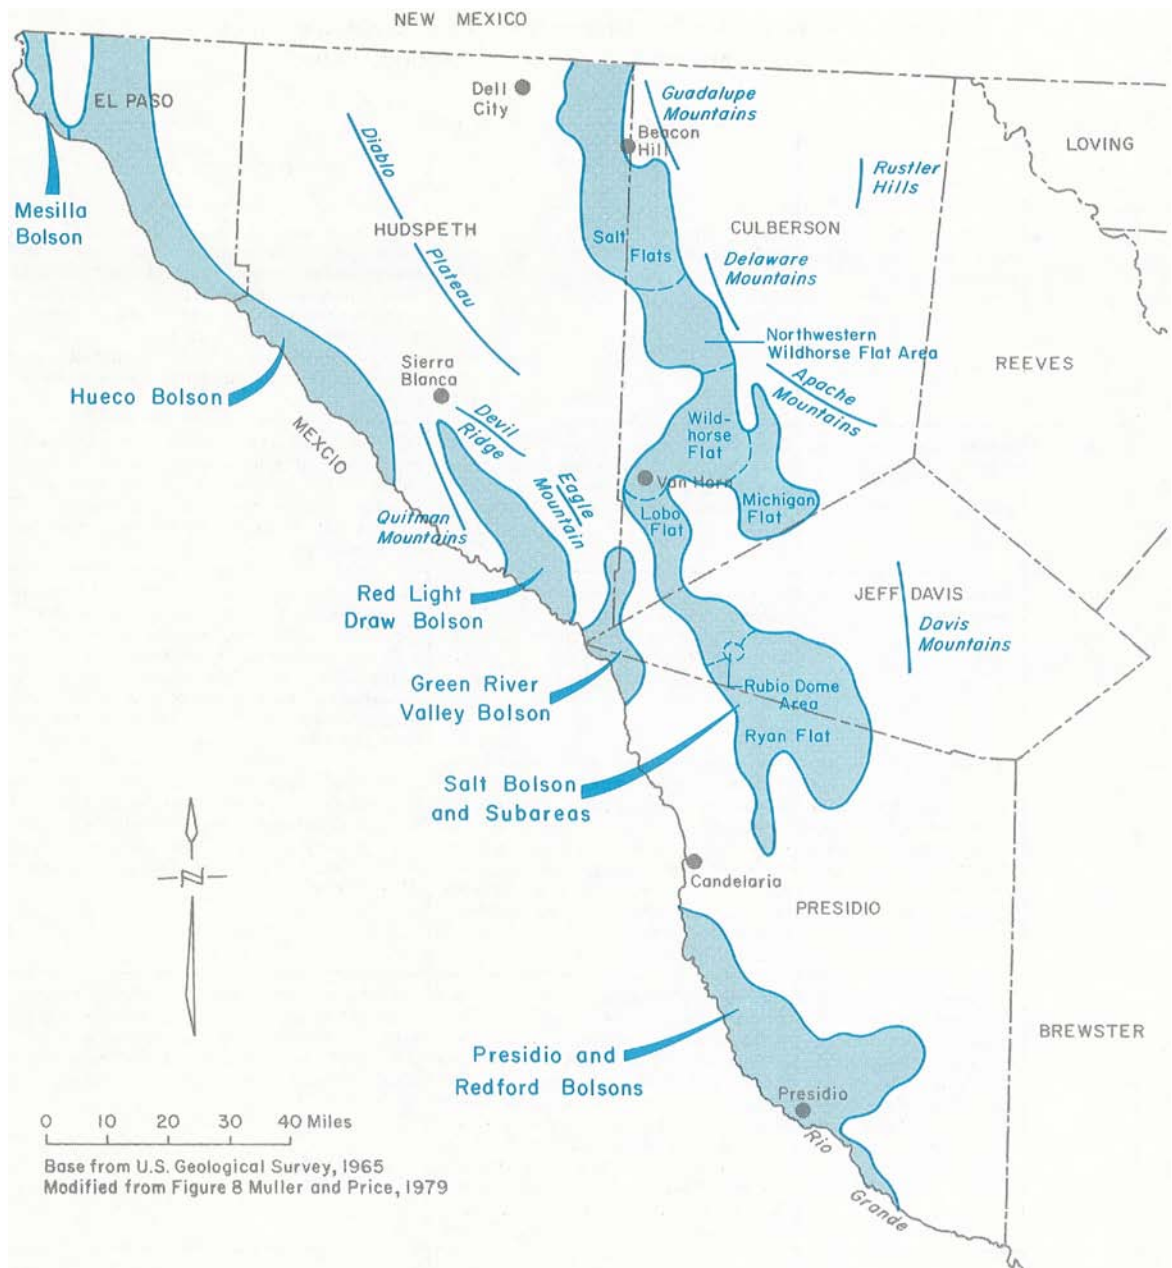 NEW MEXICO
Dell
City
Guadalupe
Mountains
EL PASO
Beacon
Hill
LOVING
Diablo
Plateau
Rustler
Hills
Mesilla
Bolson
HUDSPETH
CULBERSON
Salt
Flats
Delaware
Mountains
Northwestern
Wildhorse Flat Area
Sierra
Blanca
REEVES
Hueco Bolson
Apache
Mountains
MEXCIO
Devil
Ridge
Wild-
horse
Flat
Eagle
Mountain
Van Horn
Michigan
Flat
Lobo
Flat
Quitman
Mountains
Red Light
Draw Bolson
JEFF DAVIS
Davis
Mountains
Green River
Valley Bolson
Rubio Dome
Area
Ryan Flat
Salt Bolson
and Subareas
N
Candelaria
PRESIDIO
BREWSTER
Presidio and
Redford Bolsons
Presidio
Rio
Grande
0 10 20 30 40 Miles
Base from U.S. Geological Survey, 1965
Modified from Figure 8 Muller and Price, 1979